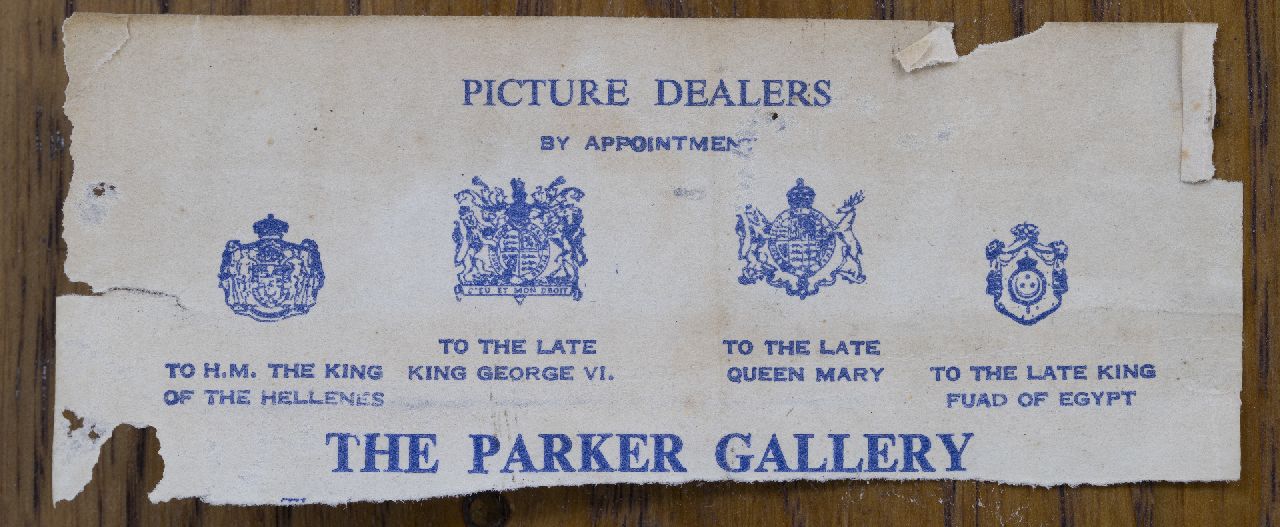 PICTURE DEALERS
BY APPOINTMENT
D'EU ET MON DROIT
TO H.M. THE KING
OF THE HELLENES
TO THE LATE
KING GEORGE VI.
TO THE LATE
QUEEN MARY
TO THE LATE KING
FUAD OF EGYPT
THE PARKER GALLERY